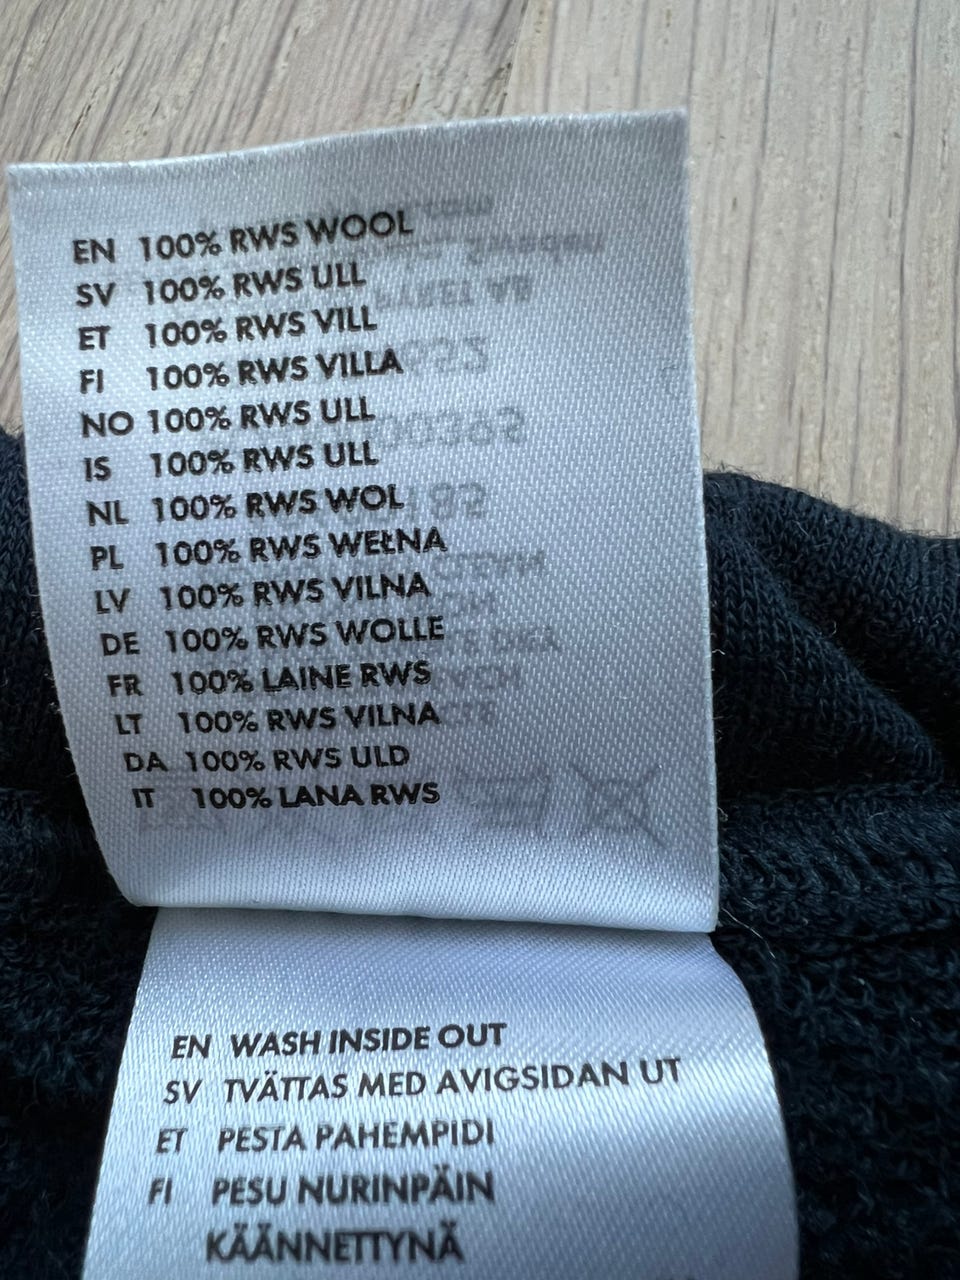 EN 100% RWS WOOL
SV 100% RWS ULL
ET 100% RWS VILL
FI 100% RWS VILLA
NO 100% RWS ULL
IS 100% RWS ULL
NL 100% RWS WOL
PL 100% RWS WEŁNA
LV 100% RWS VILNA
DE 100% RWS WOLLE
FR 100% LAINE RWS
LT 100% RWS VILNA
DA 100% RWS ULD
IT 100% LANA RWS
EN WASH INSIDE OUT
SV TVÄTTAS MED AVIGSIDAN UT
ET PESTA PAHEMPIDI
FI PESU NURINPÄIN
KÄÄNNETTYNÄ